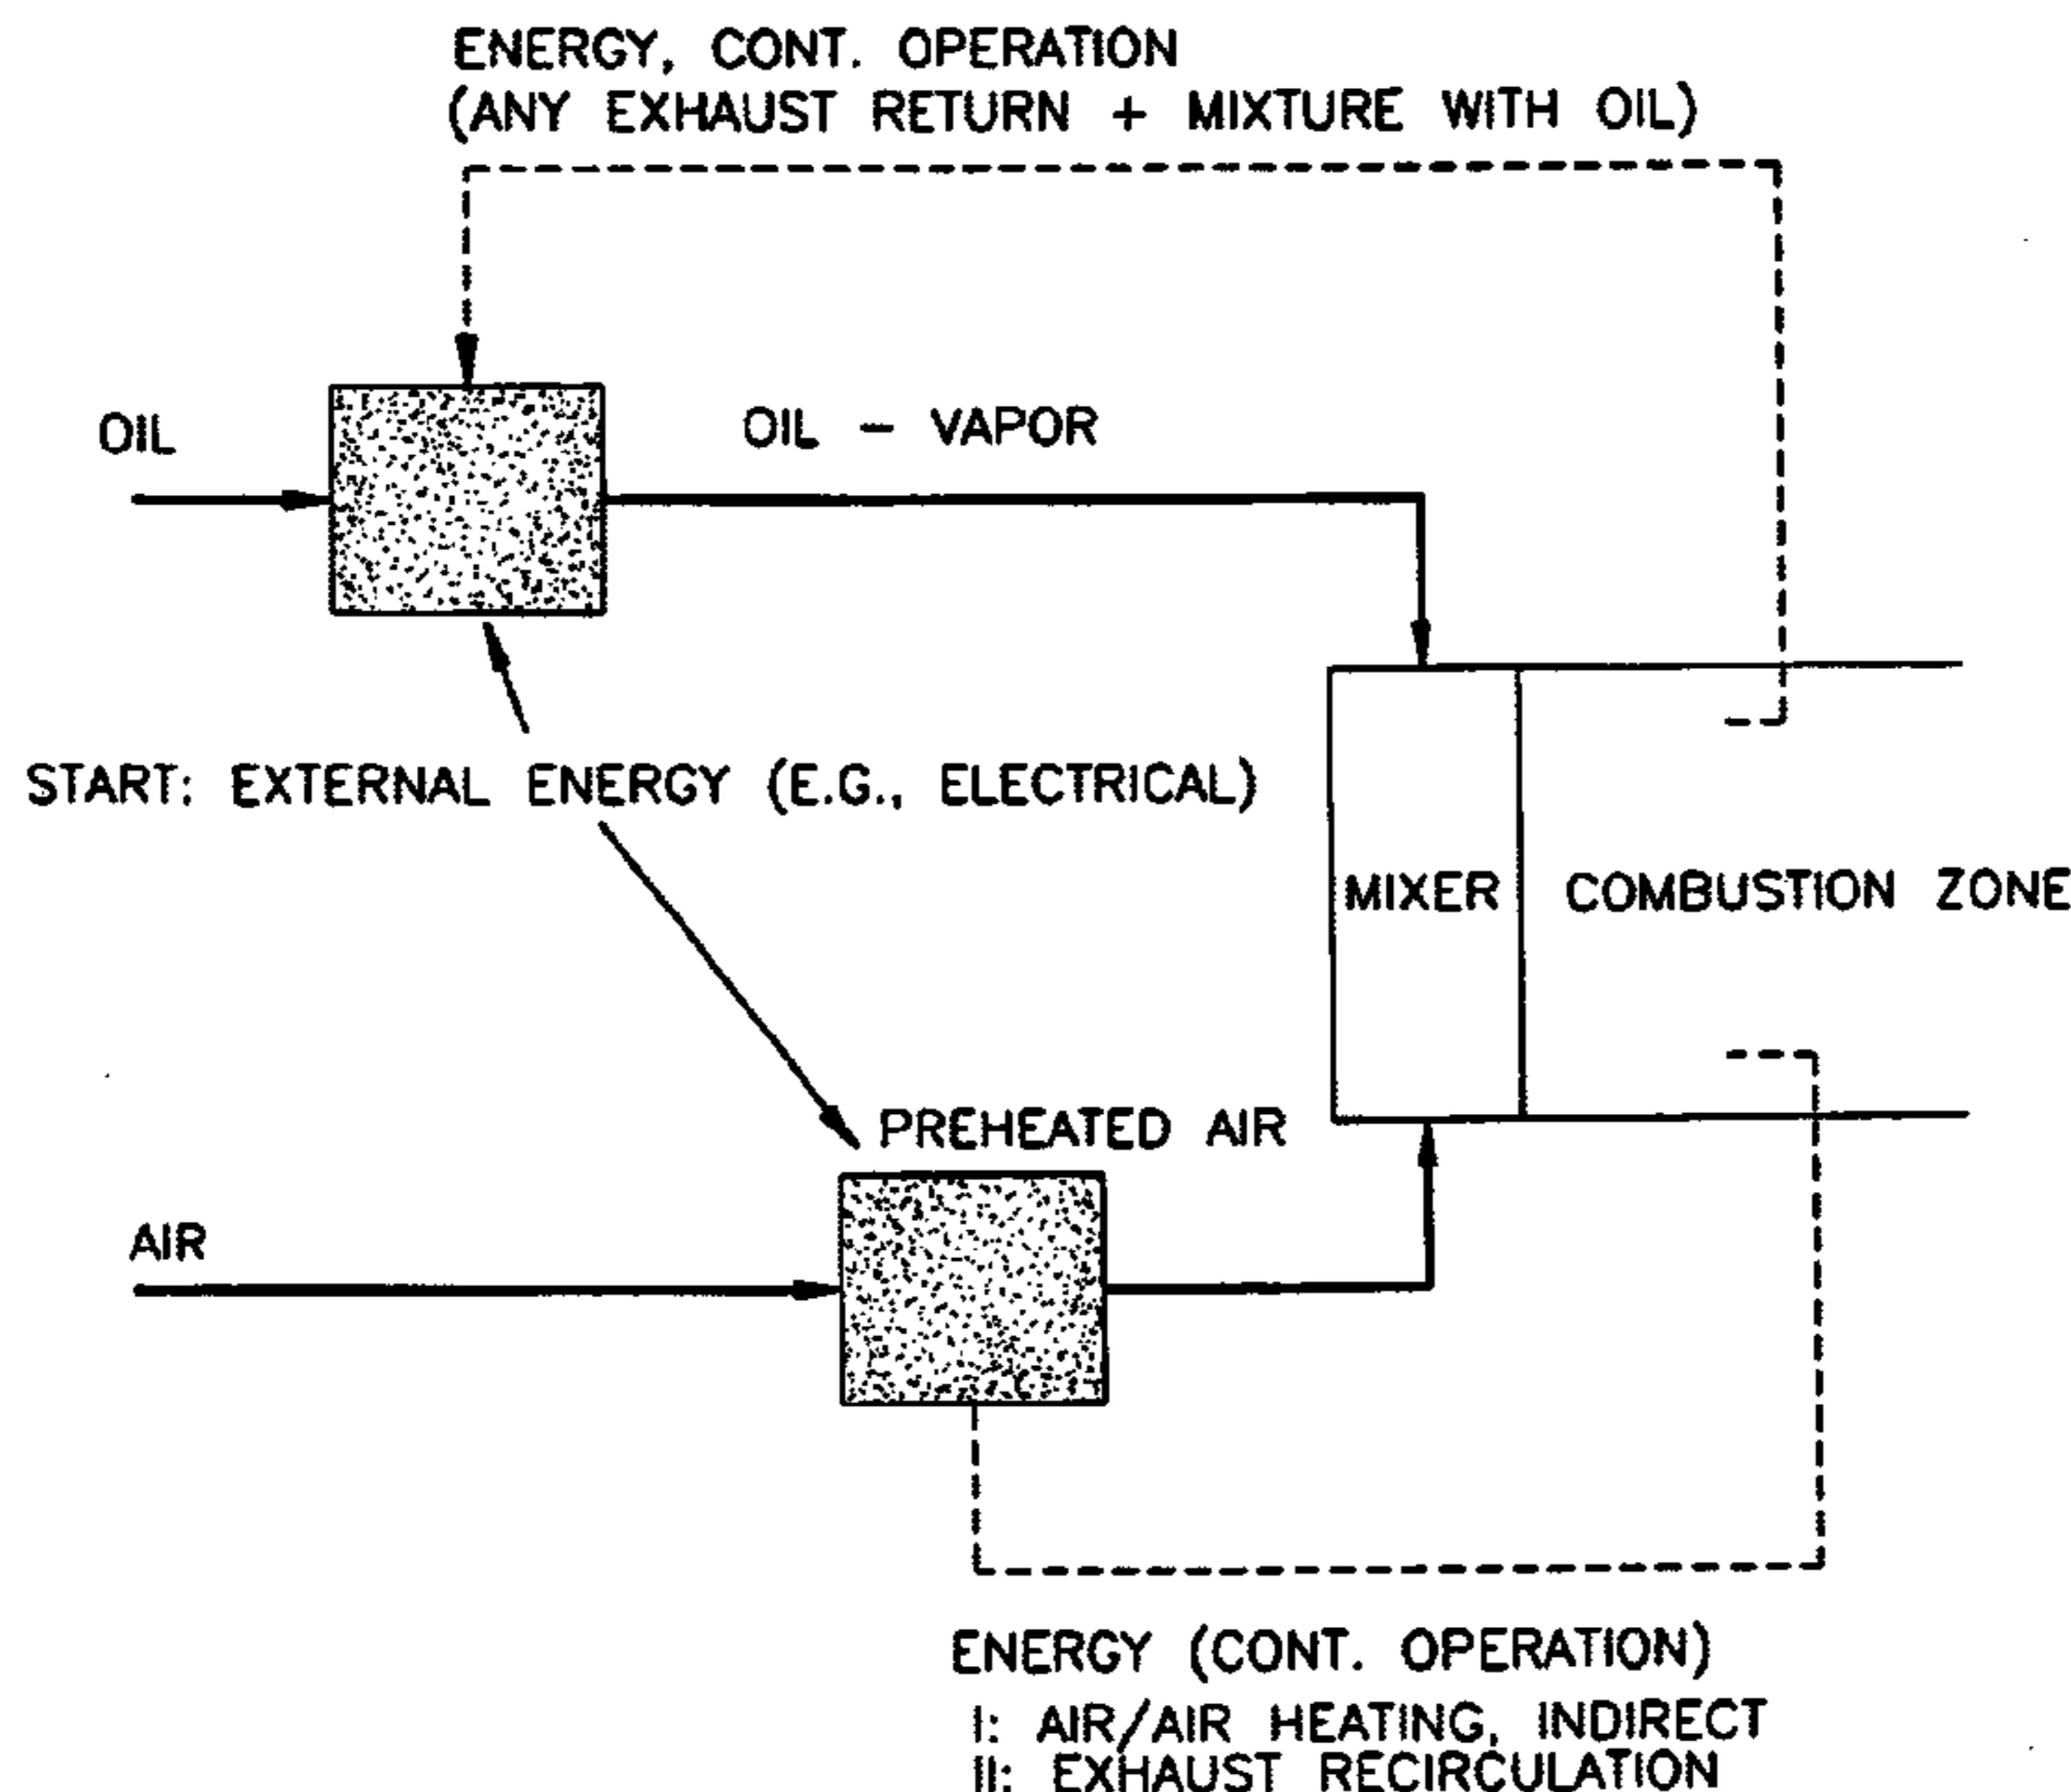 ENERGY, CONT. OPERATION
(ANY EXHAUST RETURN + MIXTURE WITH OIL)
OIL
OIL - VAPOR
START: EXTERNAL ENERGY (E.G., ELECTRICAL)
MIXER
COMBUSTION ZONE
PREHEATED AIR
AIR
ENERGY (CONT. OPERATION)
I: AIR/AIR HEATING, INDIRECT
II: EXHAUST RECIRCULATION